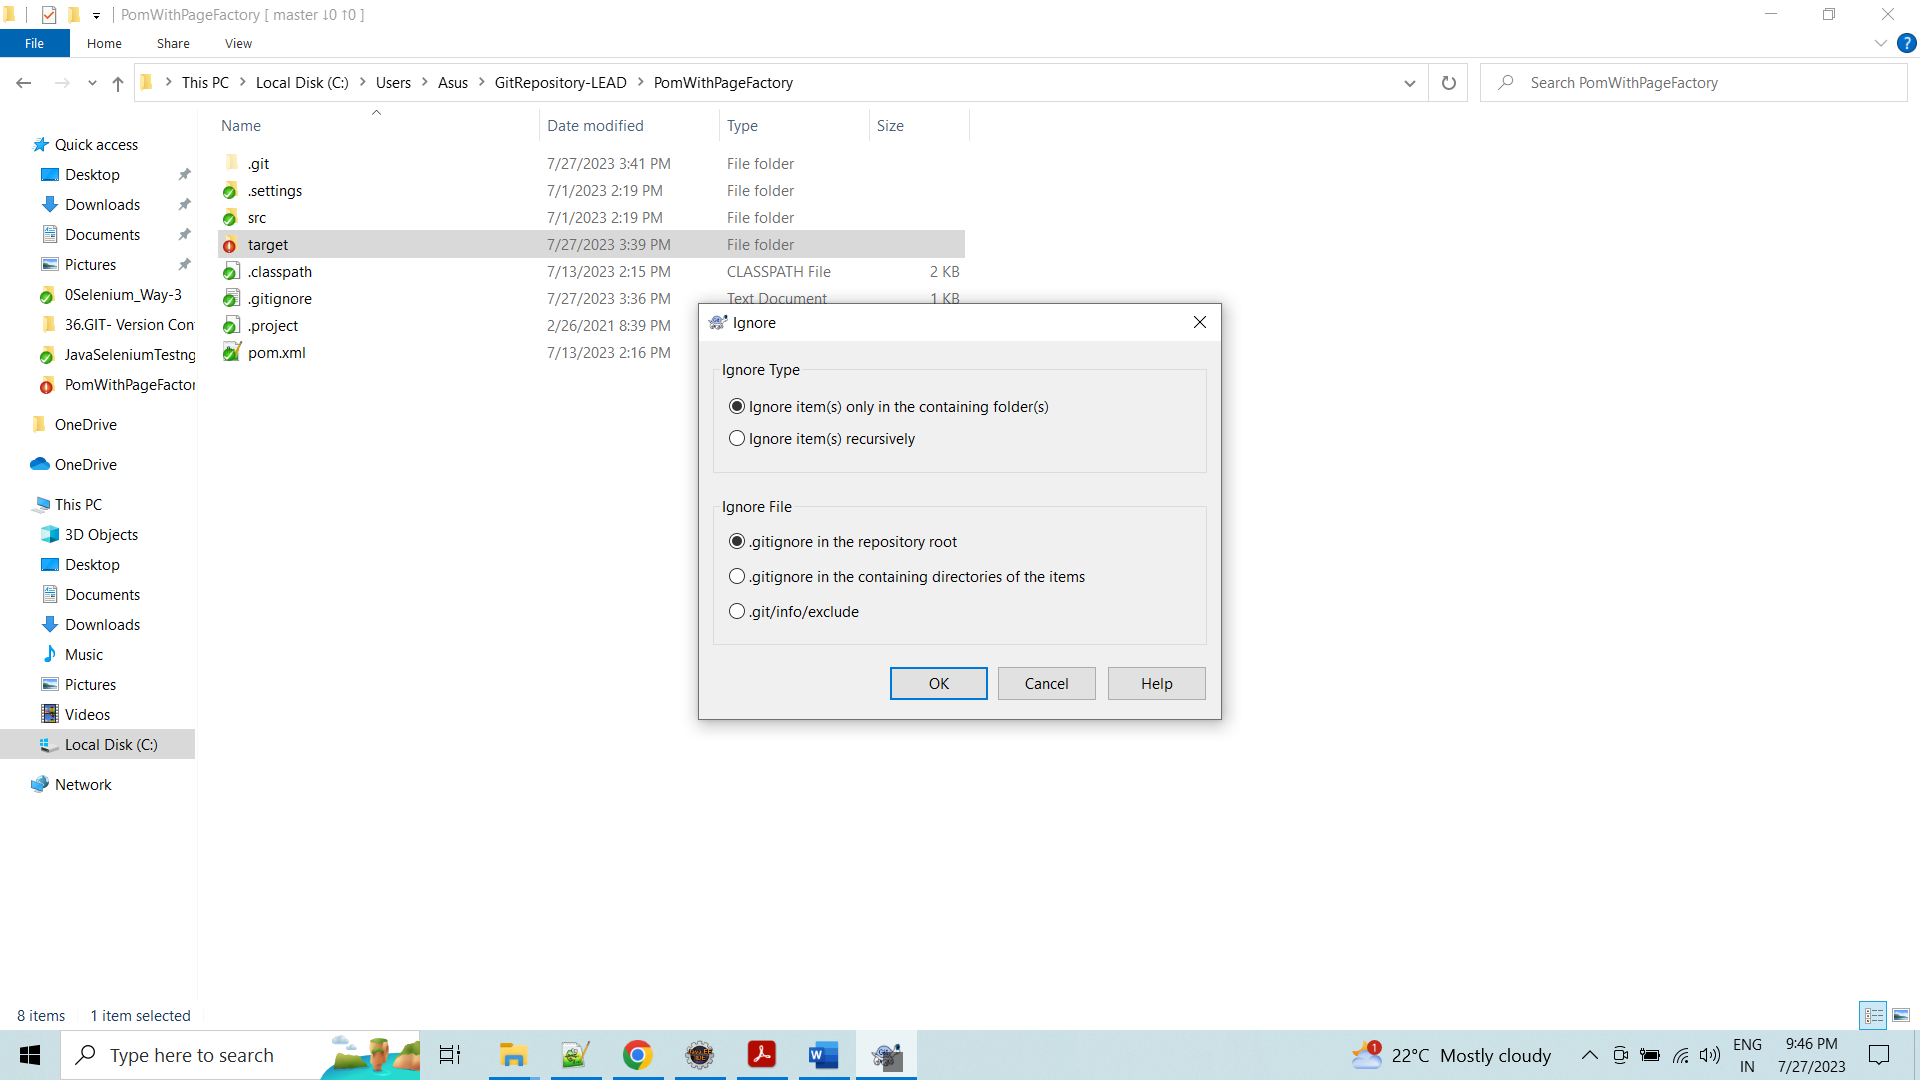 PomWithPageFactory [ master ↓0 ↑0 ]
File Home Share View
This PC > Local Disk (C:) > Users > Asus > GitRepository-LEAD > PomWithPageFactory
Search PomWithPageFactory
Name Date modified Type Size
Quick access
Desktop
Downloads
Documents
Pictures
0Selenium_Way-3
36.GIT- Version Con
JavaSeleniumTestng
PomWithPageFactor
OneDrive
OneDrive
This PC
3D Objects
Desktop
Documents
Downloads
Music
Pictures
Videos
Local Disk (C:)
Network
.git 7/27/2023 3:41 PM File folder
.settings 7/1/2023 2:19 PM File folder
src 7/1/2023 2:19 PM File folder
target 7/27/2023 3:39 PM File folder
.classpath 7/13/2023 2:15 PM CLASSPATH File 2 KB
.gitignore 7/27/2023 3:36 PM Text Document 1 KB
.project 2/26/2021 8:39 PM
pom.xml 7/13/2023 2:16 PM
Ignore
Ignore Type
Ignore item(s) only in the containing folder(s)
Ignore item(s) recursively
Ignore File
.gitignore in the repository root
.gitignore in the containing directories of the items
.git/info/exclude
OK Cancel Help
8 items 1 item selected
Type here to search
1
22°C Mostly cloudy
ENG
IN
9:46 PM
7/27/2023